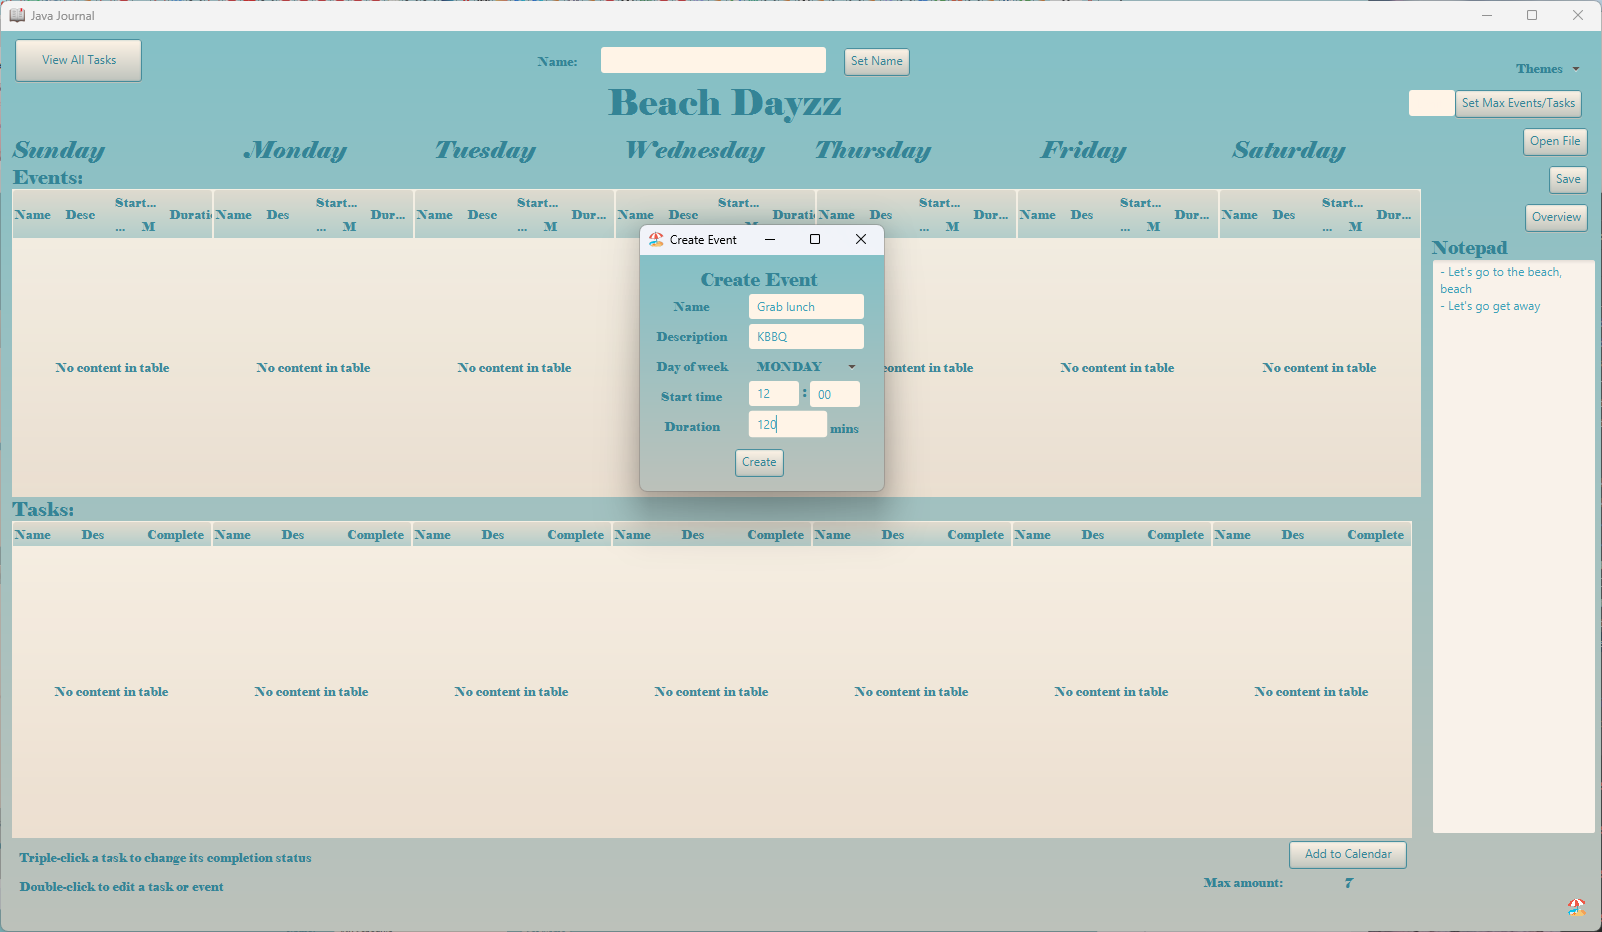 Java Journal
View All Tasks
Name:
Set Name
Themes
Beach Dayzz
Set Max Events/Tasks
Sunday Monday Tuesday Wednesday Thursday Friday Saturday
Open File
Events:
Save
Name Desc Start... ... M Durati
Name Des Start... ... M Dur...
Name Desc Start... ... M Dur...
Name Desc Start... Durati
Name Des Start... ... M Dur...
Name Des Start... ... M Dur...
Name Des Start... ... M Dur...
Overview
Notepad
- Let's go to the beach,
beach
- Let's go get away
Create Event
Create Event
Name Grab lunch
Description KBBQ
Day of week MONDAY
Start time 12 : 00
Duration 120 mins
Create
No content in table No content in table No content in table content in table No content in table No content in table
Tasks:
Name Des Complete Name Des Complete Name Des Complete Name Des Complete Name Des Complete Name Des Complete Name Des Complete
No content in table No content in table No content in table No content in table No content in table No content in table No content in table
Triple-click a task to change its completion status
Add to Calendar
Double-click to edit a task or event
Max amount: 7